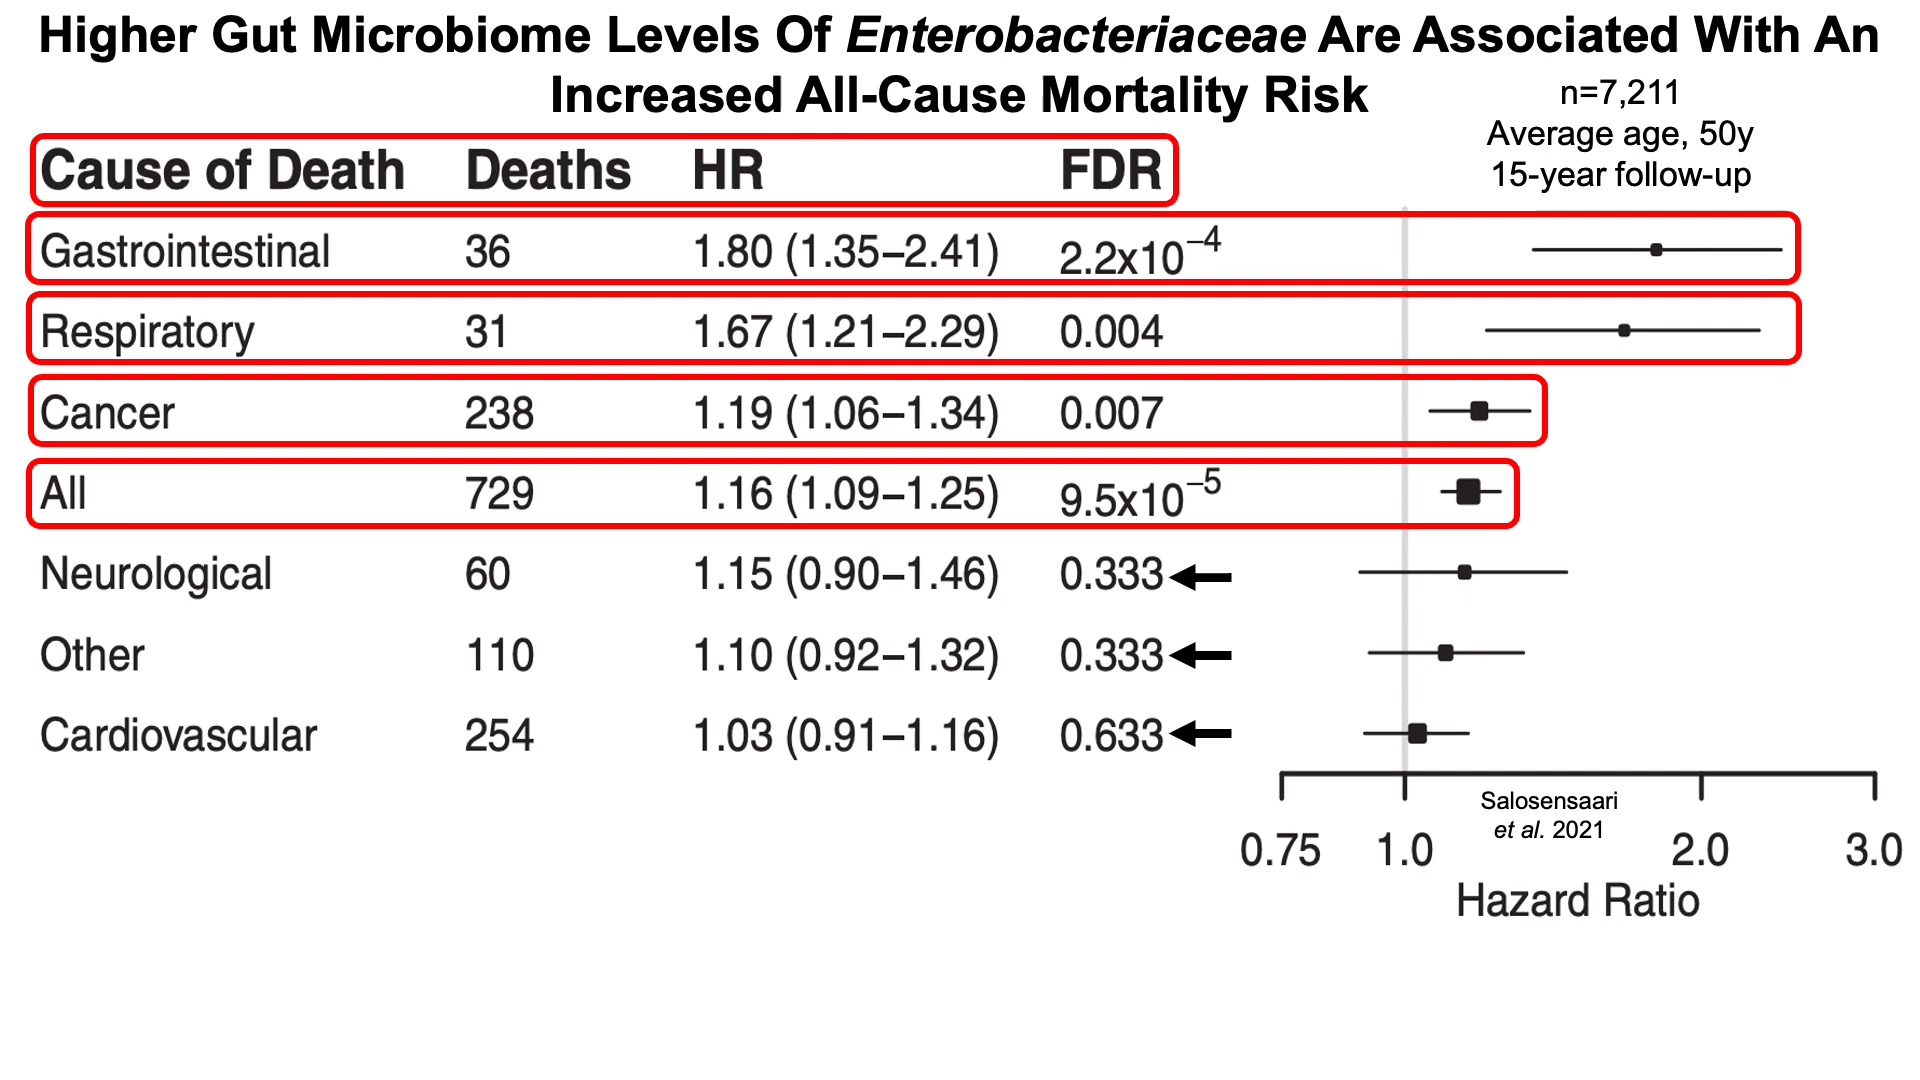 Higher Gut Microbiome Levels Of Enterobacteriaceae Are Associated With An
Increased All-Cause Mortality Risk
n=7,211
Average age, 50y
15-year follow-up
Cause of Death Deaths HR FDR
Gastrointestinal 36 1.80 (1.35–2.41) 2.2x10⁻⁴
Respiratory 31 1.67 (1.21–2.29) 0.004
Cancer 238 1.19 (1.06–1.34) 0.007
All 729 1.16 (1.09–1.25) 9.5x10⁻⁵
Neurological 60 1.15 (0.90–1.46) 0.333
Other 110 1.10 (0.92–1.32) 0.333
Cardiovascular 254 1.03 (0.91–1.16) 0.633
Salosensaari
et al. 2021
0.75 1.0 2.0 3.0
Hazard Ratio